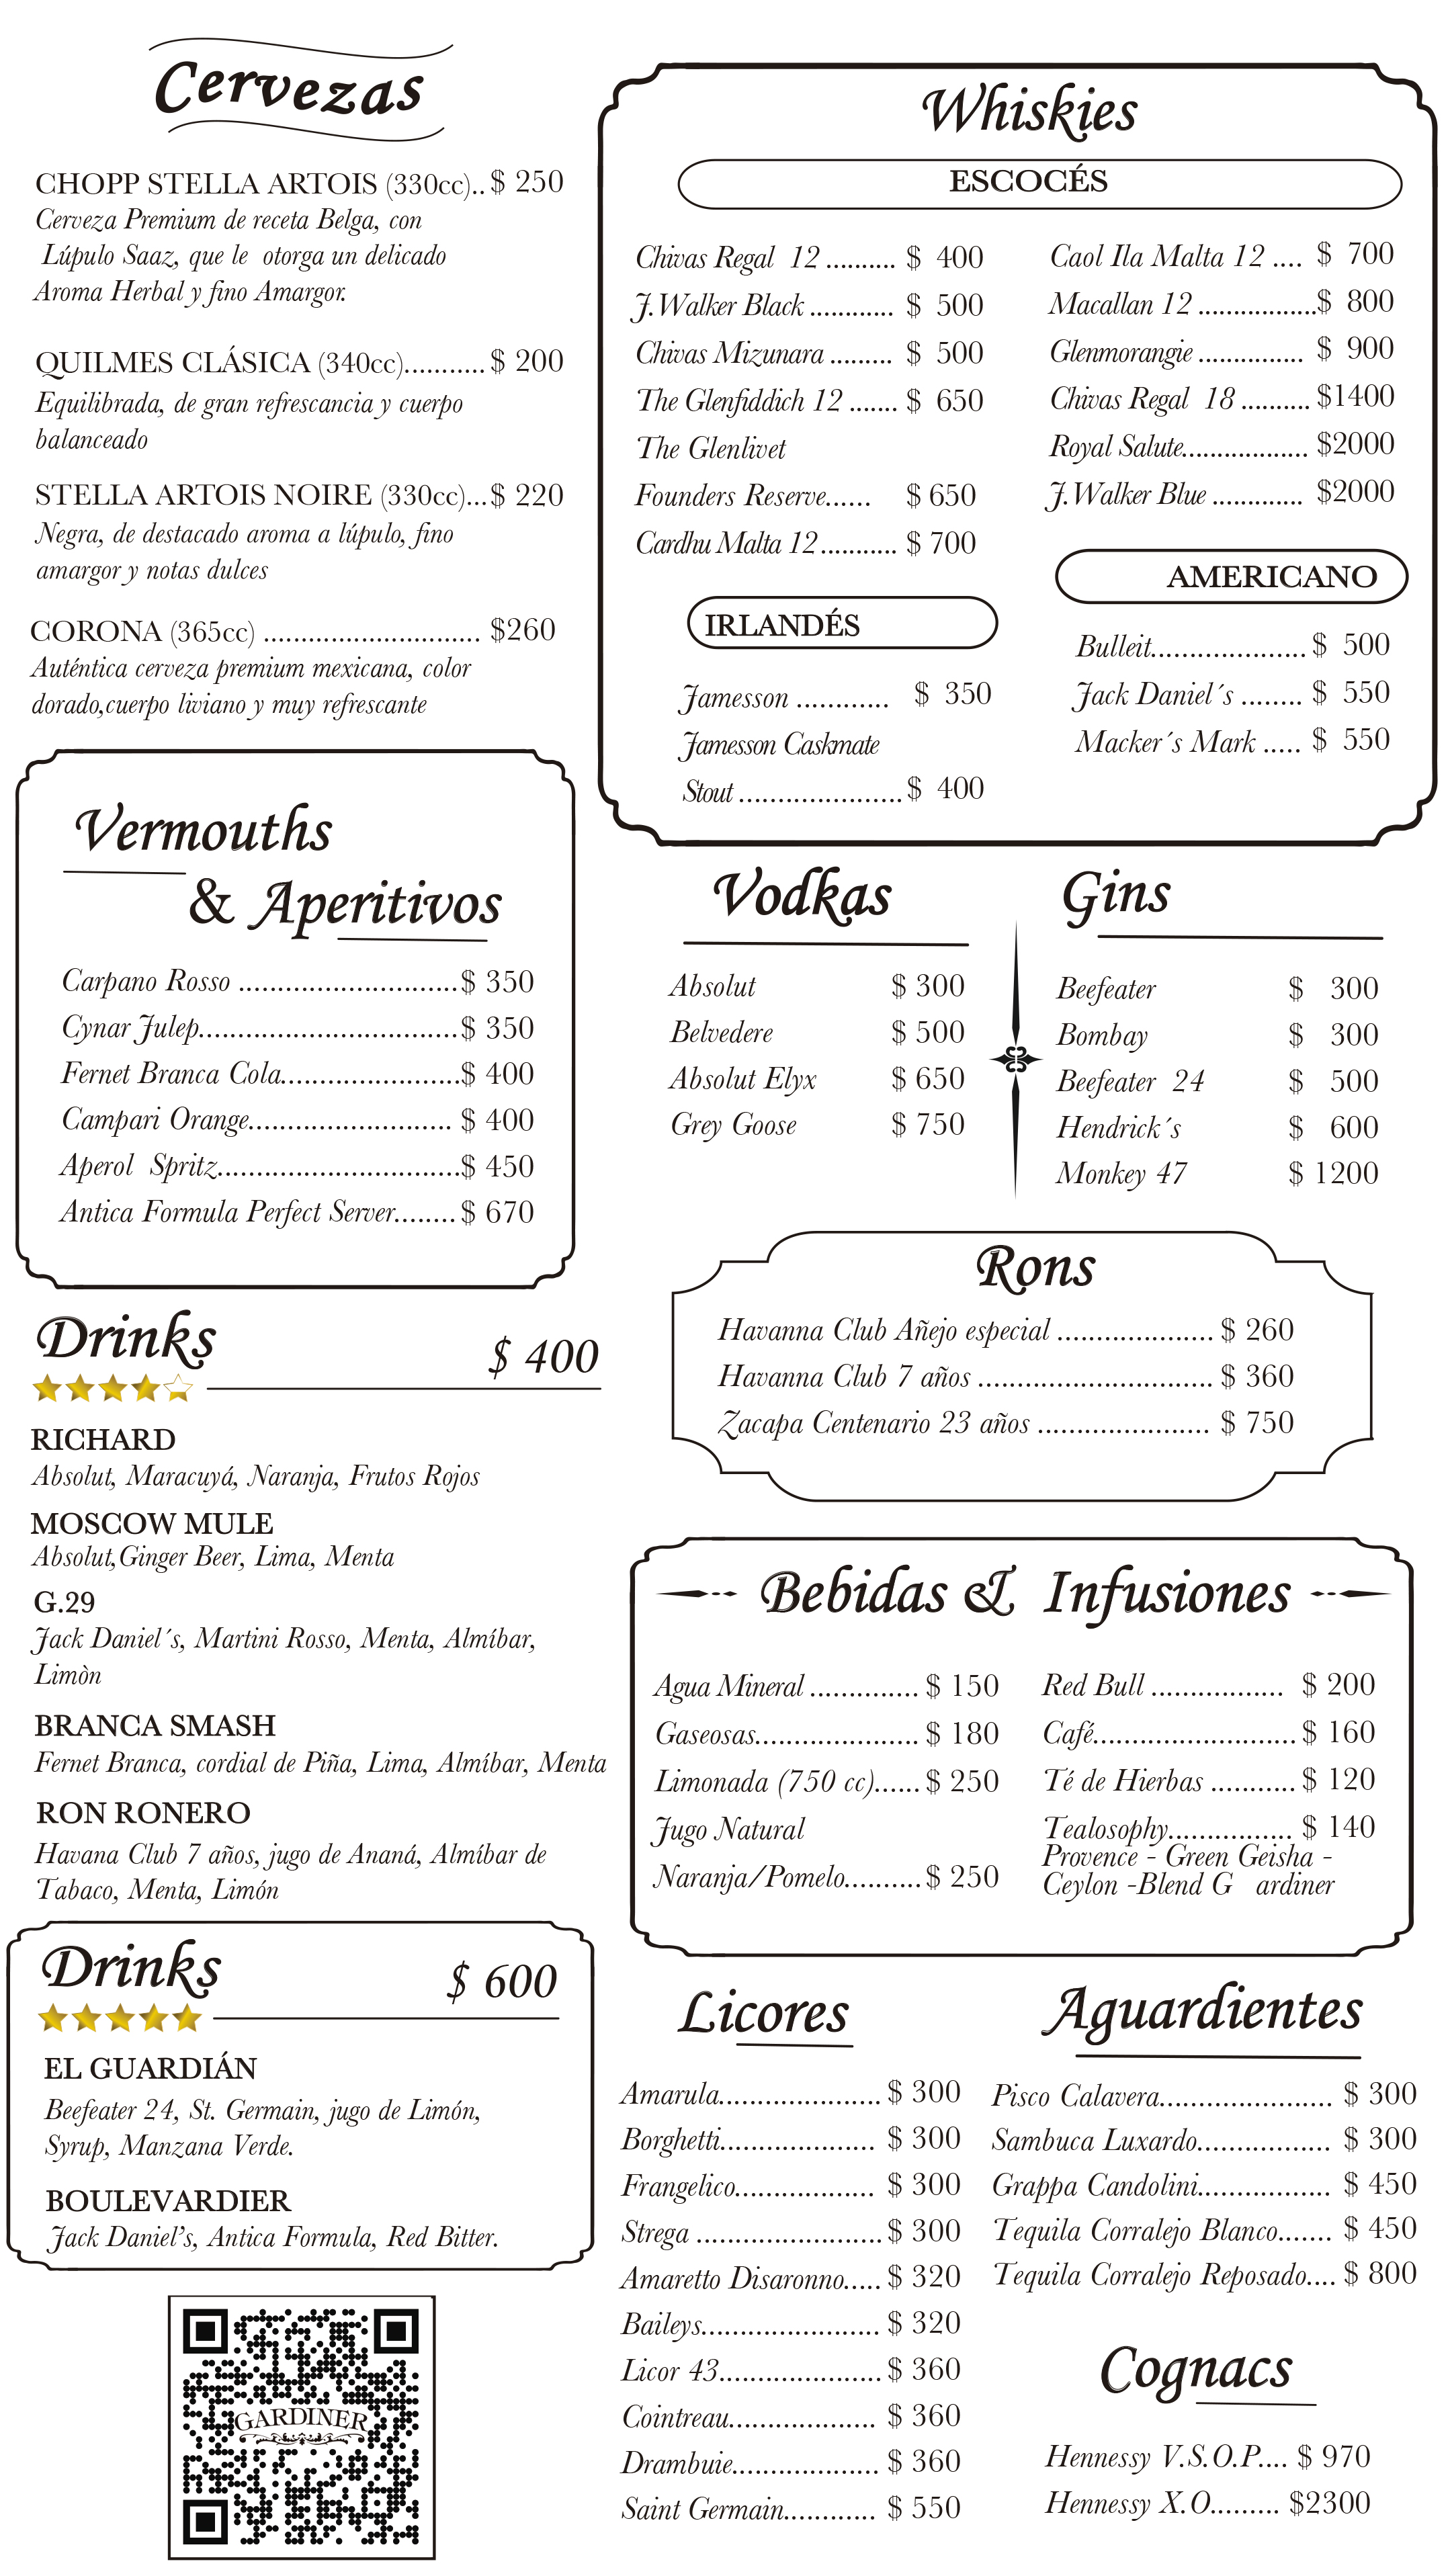 Cervezas
CHOPP STELLA ARTOIS (330cc)..$ 250
Cerveza Premium de receta Belga, con
Lúpulo Saaz, que le otorga un delicado
Aroma Herbal y fino Amargor.
QUILMES CLÁSICA (340cc)...........$ 200
Equilibrada, de gran refrescancia y cuerpo
balanceado
STELLA ARTOIS NOIRE (330cc)...$ 220
Negra, de destacado aroma a lúpulo, fino
amargor y notas dulces
CORONA (365cc) ............................. $260
Auténtica cerveza premium mexicana, color
dorado,cuerpo liviano y muy refrescante
Vermouths
& Aperitivos
Carpano Rosso ............................$ 350
Cynar Julep.................................$ 350
Fernet Branca Cola.......................$ 400
Campari Orange.......................... $ 400
Aperol Spritz...............................$ 450
Antica Formula Perfect Server........$ 670
Drinks
$ 400
RICHARD
Absolut, Maracuyá, Naranja, Frutos Rojos
MOSCOW MULE
Absolut,Ginger Beer, Lima, Menta
G.29
Jack Daniel´s, Martini Rosso, Menta, Almíbar,
Limòn
BRANCA SMASH
Fernet Branca, cordial de Piña, Lima, Almíbar, Menta
RON RONERO
Havana Club 7 años, jugo de Ananá, Almíbar de
Tabaco, Menta, Limón
Drinks
$ 600
EL GUARDIÁN
Beefeater 24, St. Germain, jugo de Limón,
Syrup, Manzana Verde.
BOULEVARDIER
Jack Daniel’s, Antica Formula, Red Bitter.
GARDINER
Whiskies
ESCOCÉS
Chivas Regal 12 ......... $ 400
J.Walker Black ........... $ 500
Chivas Mizunara ........ $ 500
The Glenfiddich 12 ....... $ 650
The Glenlivet
Founders Reserve...... $ 650
Cardhu Malta 12.......... $ 700
Caol Ila Malta 12 .... $ 700
Macallan 12 ...............$ 800
Glenmorangie .............. $ 900
Chivas Regal 18 ......... $1400
Royal Salute................ $2000
J.Walker Blue ............ $2000
IRLANDÉS
Jamesson ............ $ 350
Jamesson Caskmate
Stout .....................$ 400
AMERICANO
Bulleit....................$ 500
Jack Daniel´s ........ $ 550
Macker´s Mark ..... $ 550
Vodkas
Absolut $ 300
Belvedere $ 500
Absolut Elyx $ 650
Grey Goose $ 750
Gins
Beefeater $ 300
Bombay $ 300
Beefeater 24 $ 500
Hendrick´s $ 600
Monkey 47 $ 1200
Rons
Havanna Club Añejo especial .................... $ 260
Havanna Club 7 años .............................. $ 360
Zacapa Centenario 23 años ...................... $ 750
Bebidas & Infusiones
Agua Mineral .............. $ 150
Gaseosas..................... $ 180
Limonada (750 cc)......$ 250
Jugo Natural
Naranja/Pomelo..........$ 250
Red Bull ................. $ 200
Café..........................$ 160
Té de Hierbas ...........$ 120
Tealosophy................ $ 140
Provence - Green Geisha -
Ceylon -Blend G ardiner
Licores
Amarula.....................$ 300
Borghetti.................... $ 300
Frangelico.................. $ 300
Strega ........................$ 300
Amaretto Disaronno..... $ 320
Baileys....................... $ 320
Licor 43.....................$ 360
Cointreau................... $ 360
Drambuie................... $ 360
Saint Germain............ $ 550
Aguardientes
Pisco Calavera...................... $ 300
Sambuca Luxardo................. $ 300
Grappa Candolini................. $ 450
Tequila Corralejo Blanco....... $ 450
Tequila Corralejo Reposado.... $ 800
Cognacs
Hennessy V.S.O.P.... $ 970
Hennessy X.O......... $2300